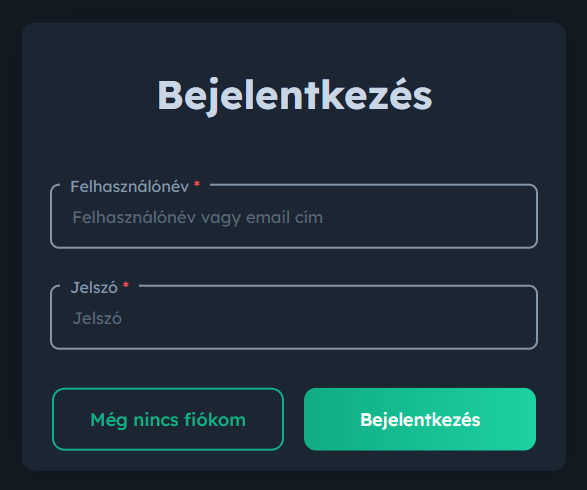 Bejelentkezés
Felhasználónév *
Felhasználónév vagy email cím
Jelszó *
Jelszó
Még nincs fiókom
Bejelentkezés